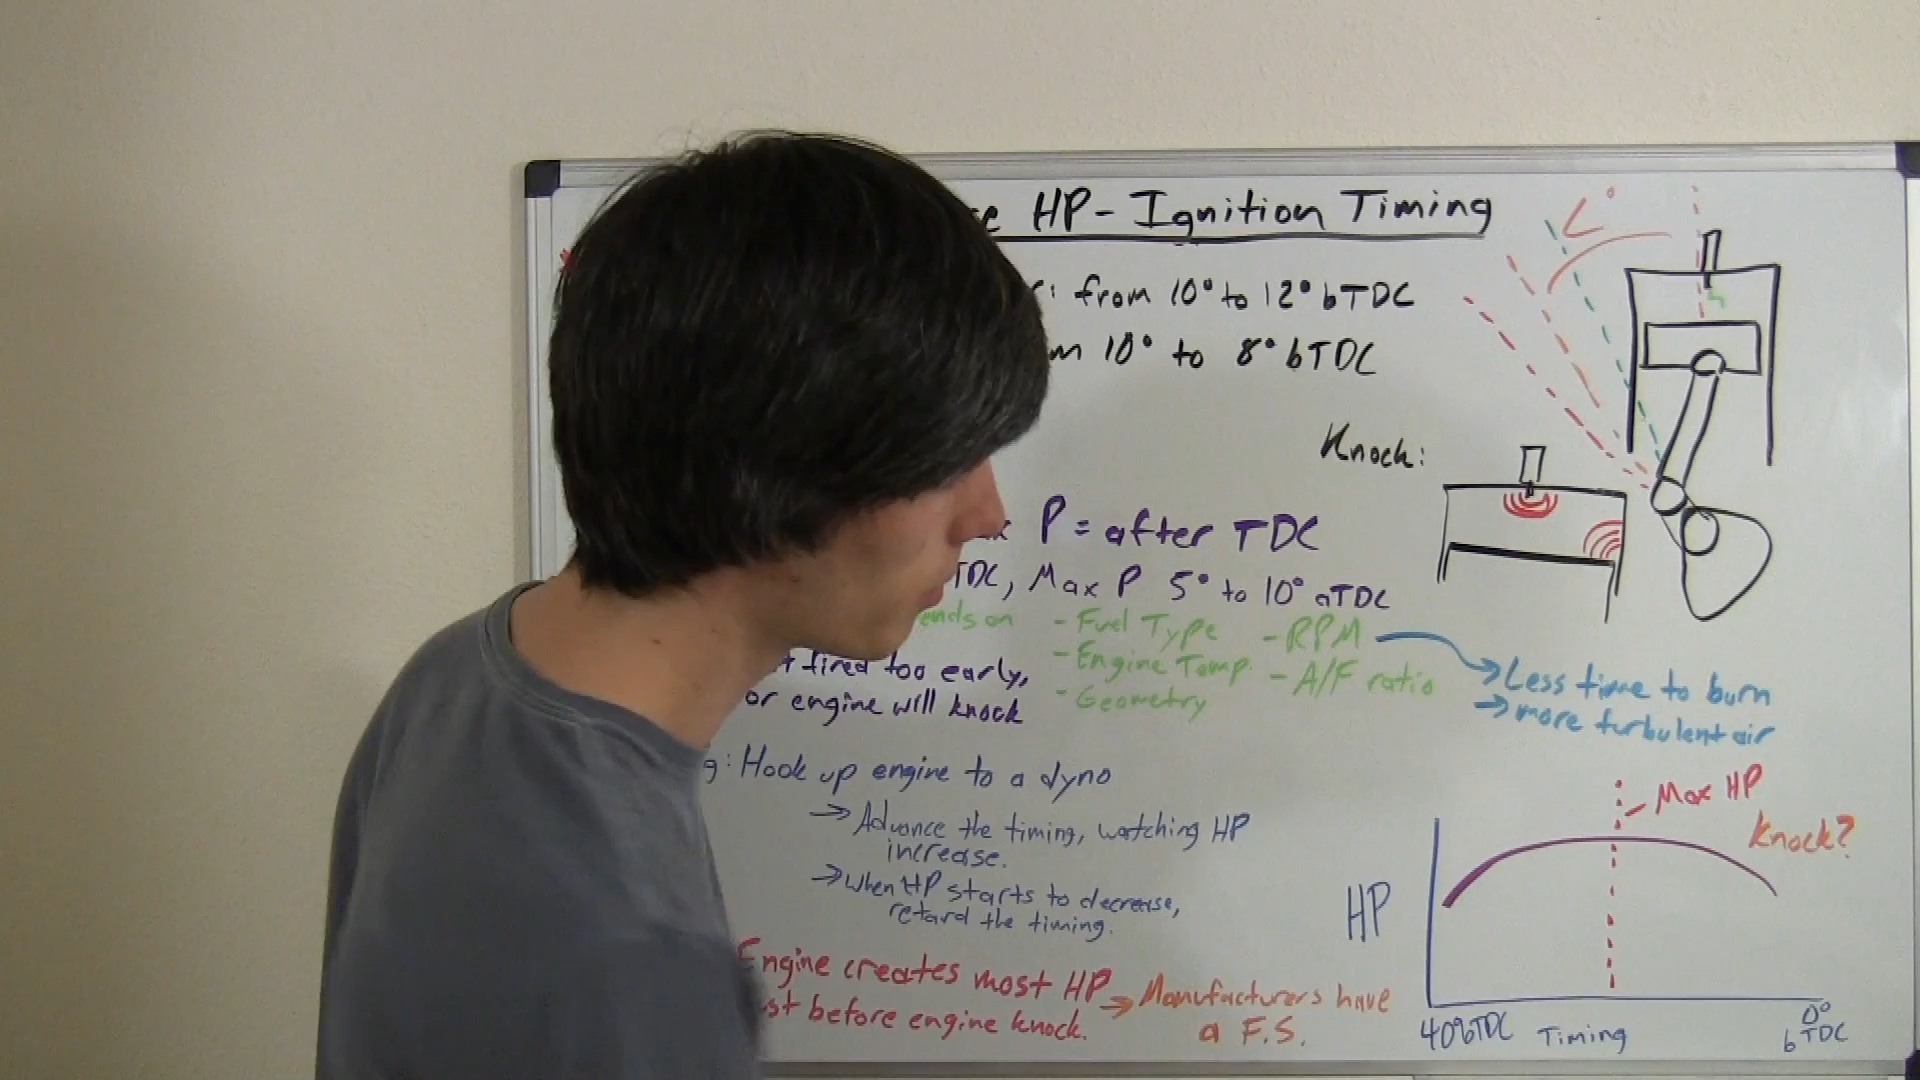 HP - Ignition Timing
: from 10° to 12° bTDC
10° to 8° bTDC
Knock:
P = after TDC
TDC, Max P 5° to 10° aTDC
on - Fuel Type - RPM
- Engine Temp. - A/F ratio
- Geometry
fired too early,
or engine will knock
→ Less time to burn
→ more turbulent air
: Hook up engine to a dyno
→ Advance the timing, watching HP
increase.
→ When HP starts to decrease,
retard the timing.
Engine creates most HP
before engine knock.
→ Manufacturers have
a F.S.
Max HP
Knock?
HP
40°bTDC Timing 0°
bTDC